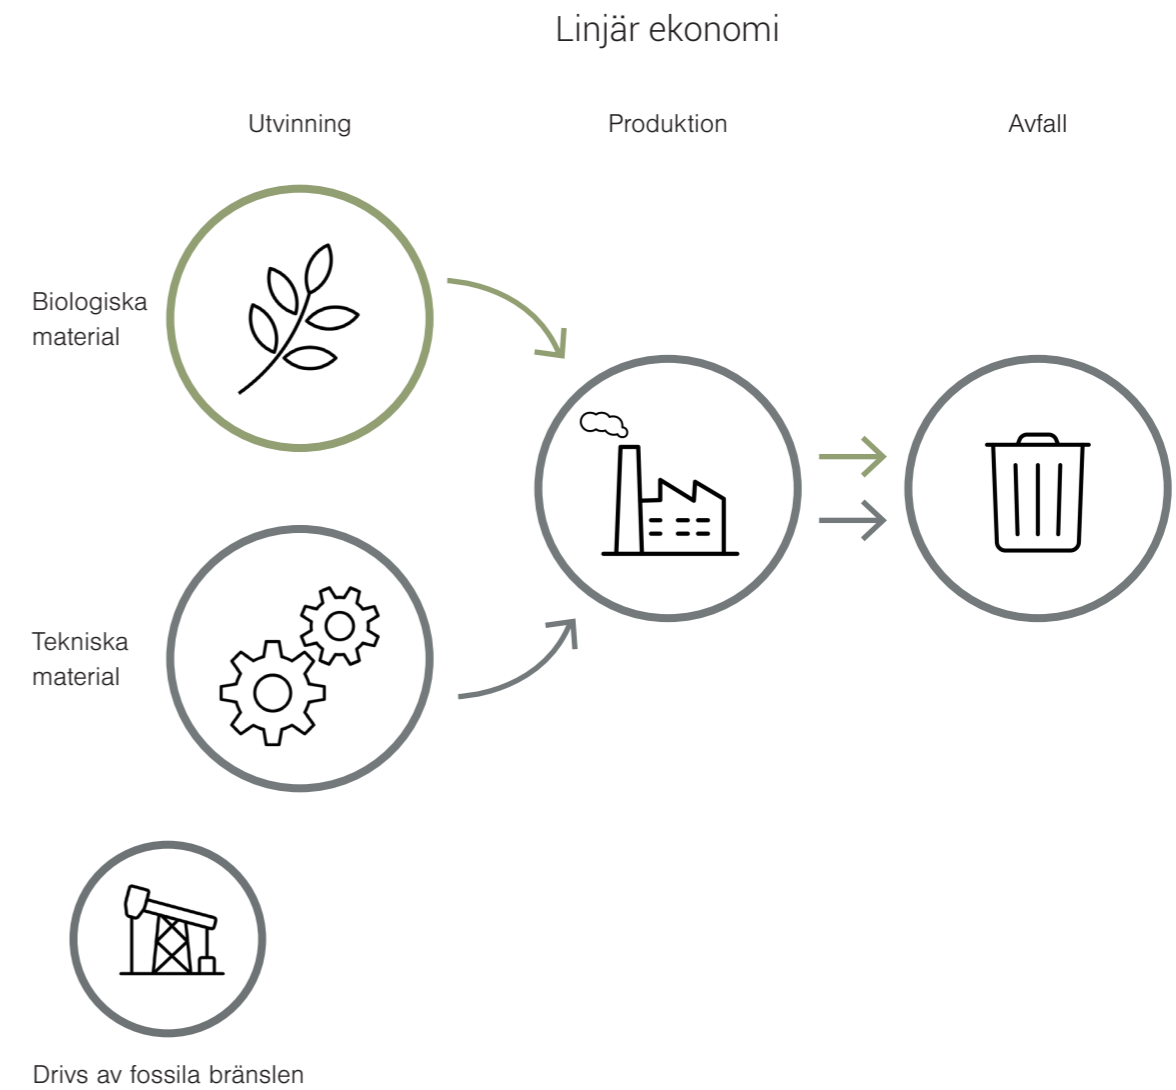 Linjär ekonomi
Utvinning
Produktion
Avfall
Biologiska
material
Tekniska
material
Drivs av fossila bränslen